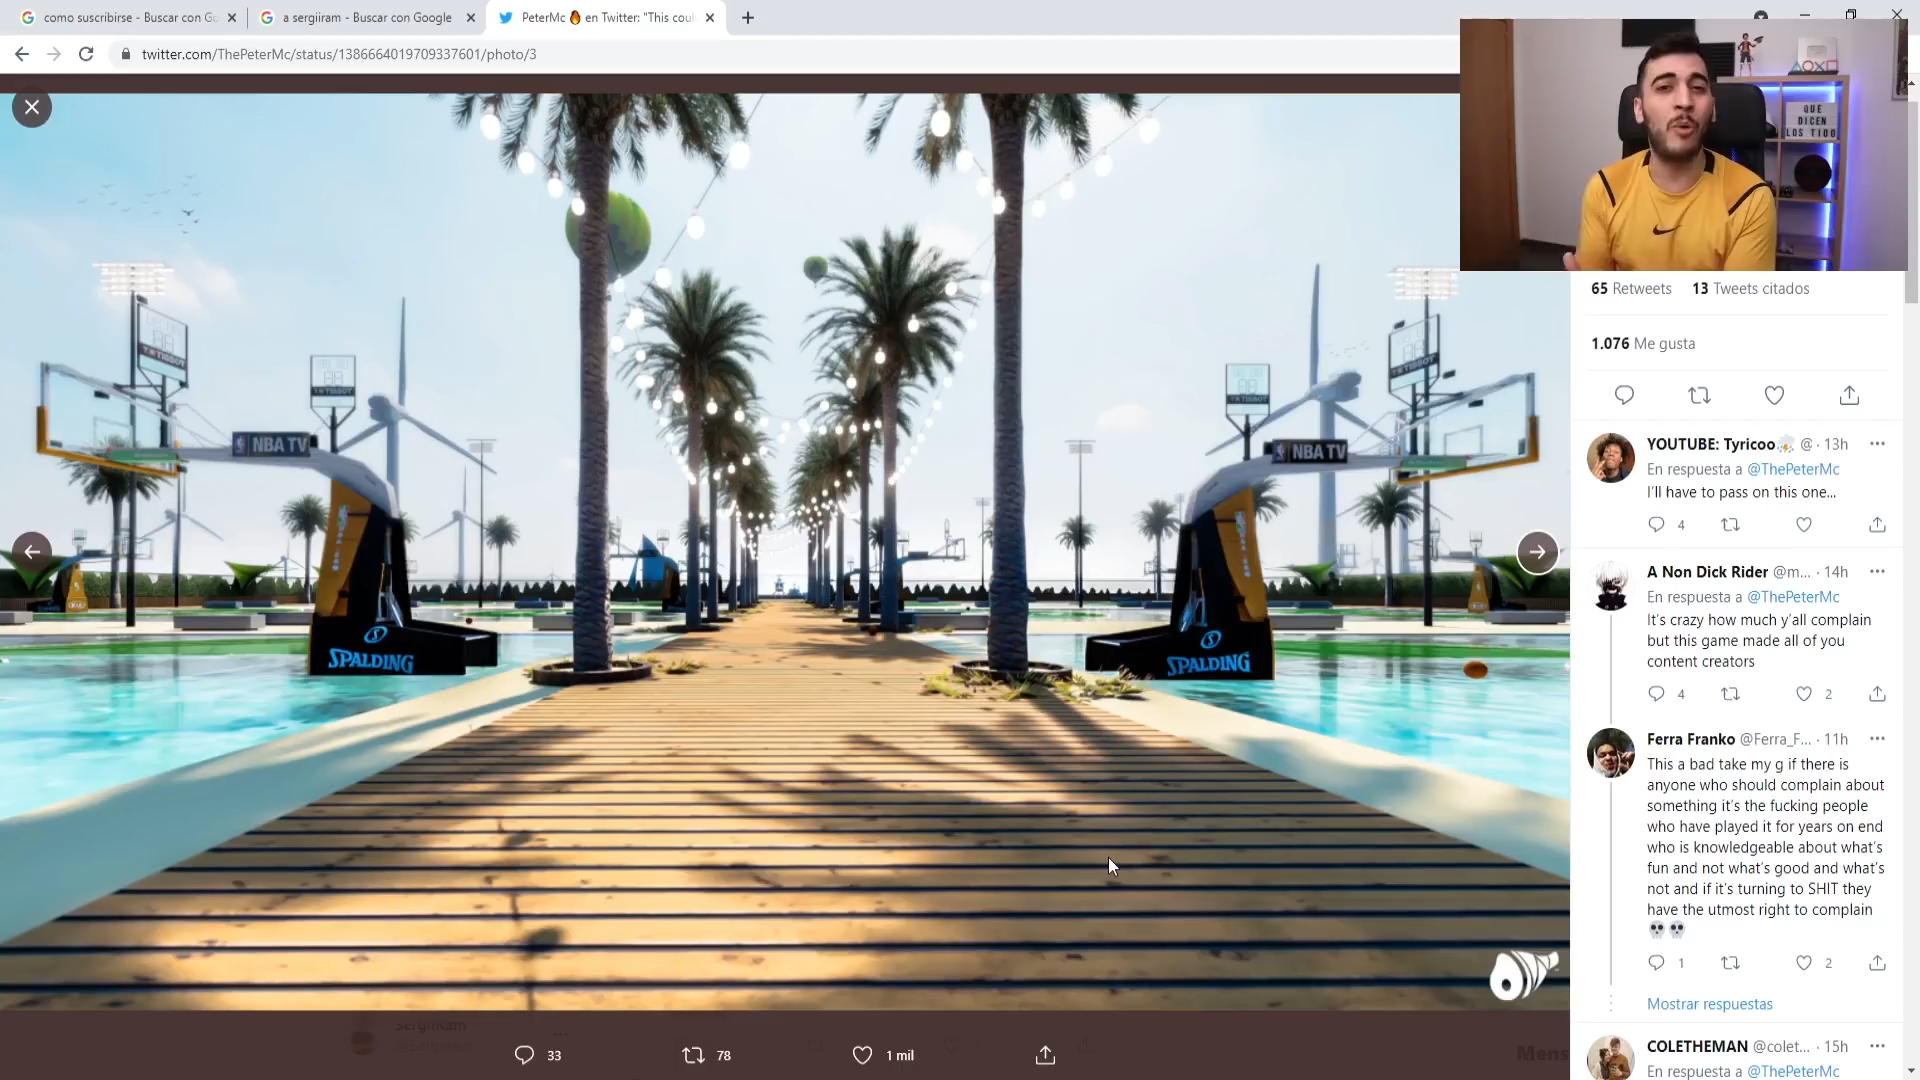 como suscribirse - Buscar con Go
a sergiiram - Buscar con Google
PeterMc 🔥 en Twitter: "This coul
twitter.com/ThePeterMc/status/1386664019709337601/photo/3
QUE
DICEN
LOS TIOO
TISSOT
TISSOT
TISSOT
TISSOT
NBA TV
NBA TV
SPALDING
SPALDING
33
78
1 mil
65 Retweets 13 Tweets citados
1.076 Me gusta
YOUTUBE: Tyricoo @ · 13h
En respuesta a @ThePeterMc
I'll have to pass on this one...
4
A Non Dick Rider @m... · 14h
En respuesta a @ThePeterMc
It's crazy how much y'all complain
but this game made all of you
content creators
4 2
Ferra Franko @Ferra_F... · 11h
This a bad take my g if there is
anyone who should complain about
something it's the fucking people
who have played it for years on end
who is knowledgeable about what's
fun and not what's good and what's
not and if it's turning to SHIT they
have the utmost right to complain
💀💀
1 2
Mostrar respuestas
COLETHEMAN @colet... · 15h
En respuesta a @ThePeterMc